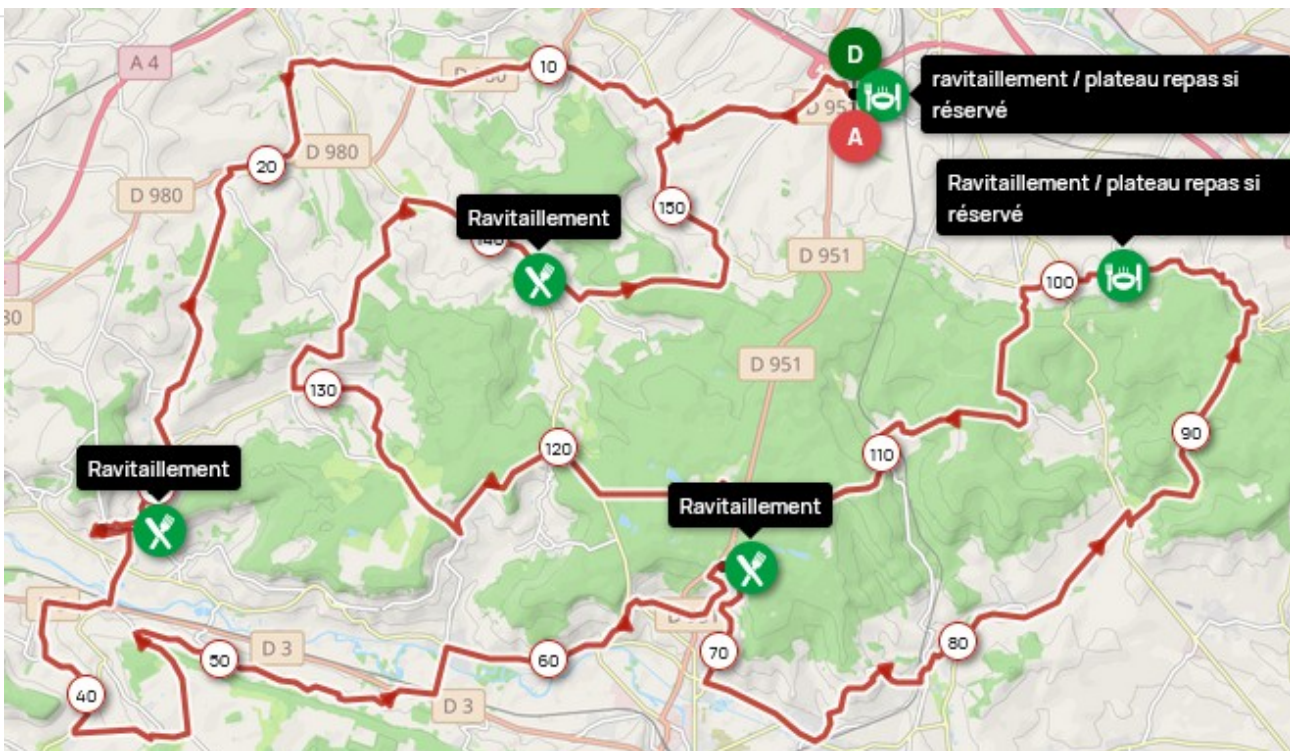 A 4
D
D 951
A
ravitaillement / plateau repas si
réservé
10
20
D 980
D 980
Ravitaillement / plateau repas si
réservé
Ravitaillement
150
D 951
100
D 951
130
90
120
110
Ravitaillement
Ravitaillement
D 3
50
60
70
80
40
D 3